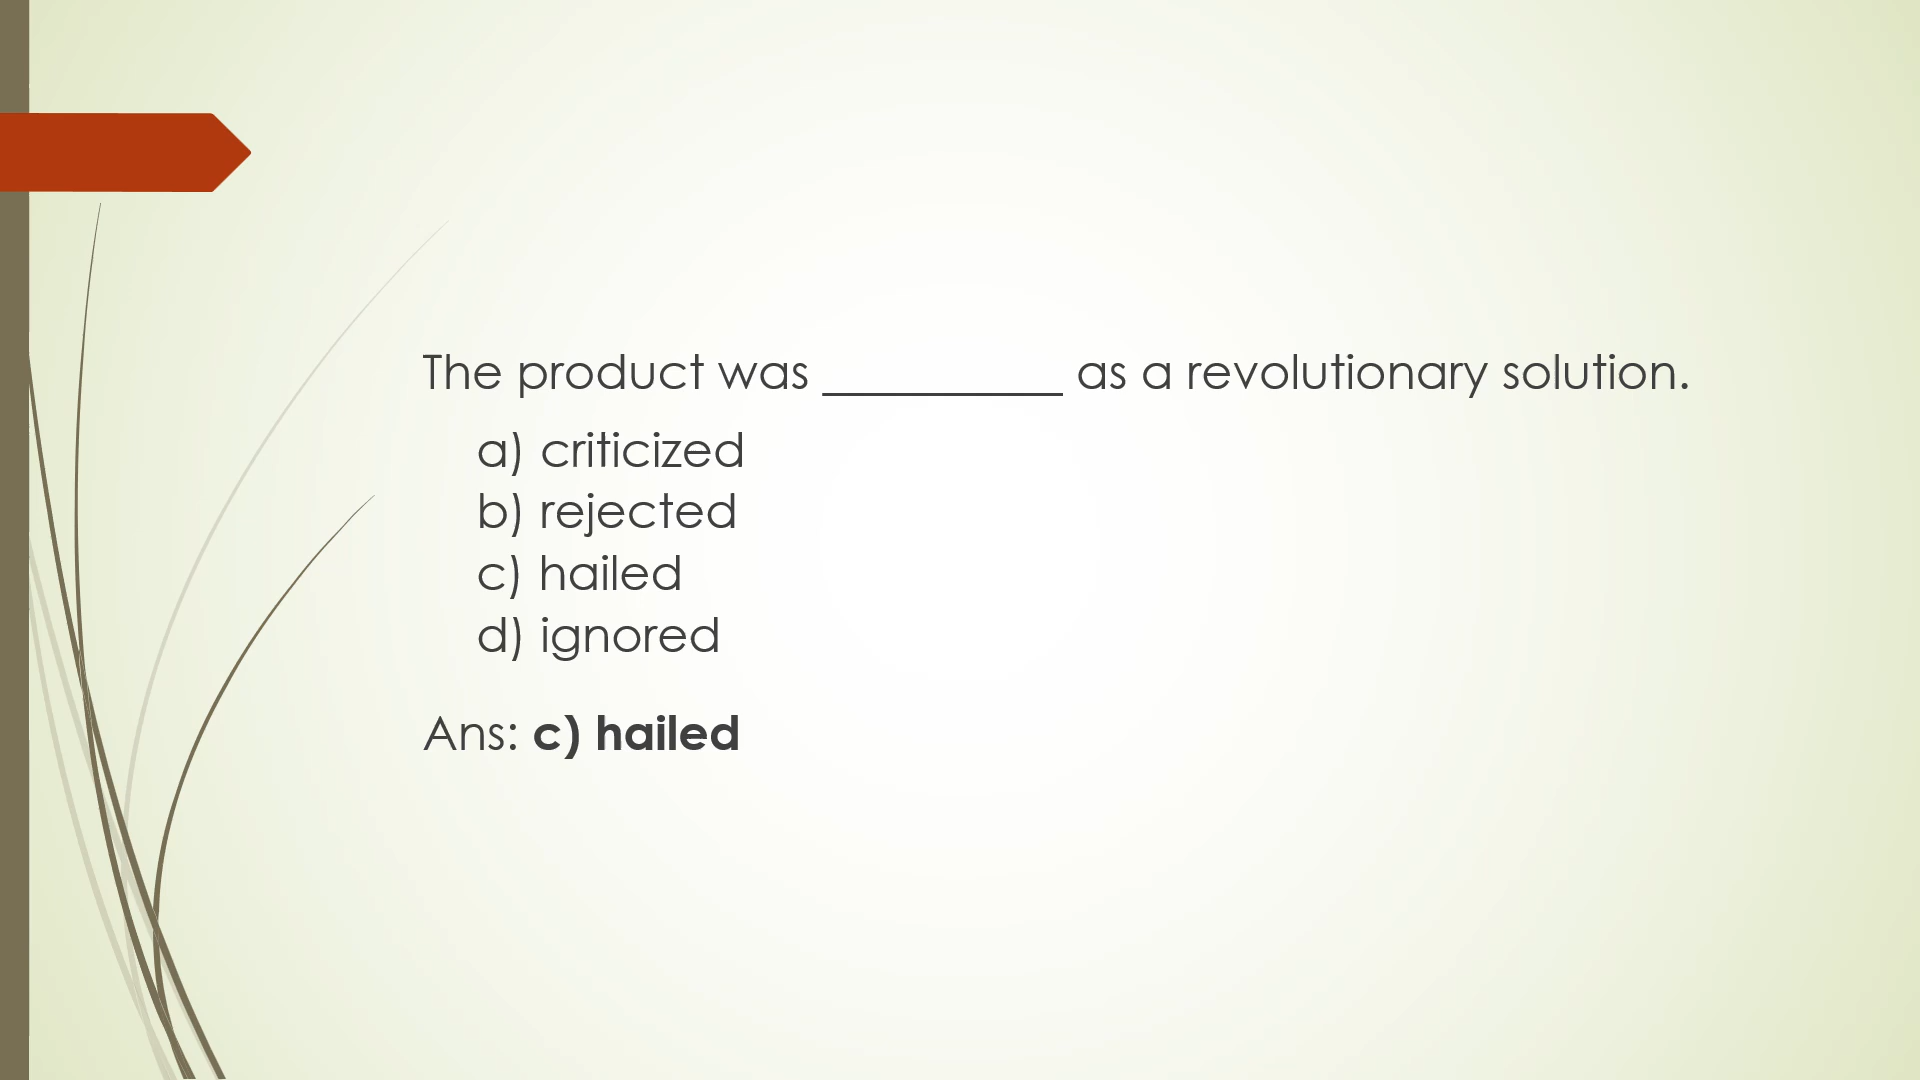 The product was __________ as a revolutionary solution.
a) criticized
b) rejected
c) hailed
d) ignored
Ans: c) hailed